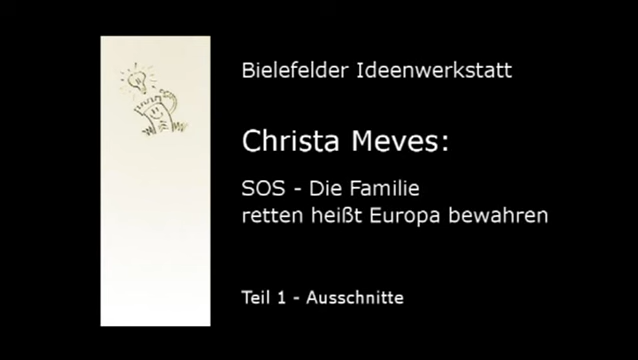 Bielefelder Ideenwerkstatt
Christa Meves:
SOS - Die Familie
retten heißt Europa bewahren
Teil 1 - Ausschnitte